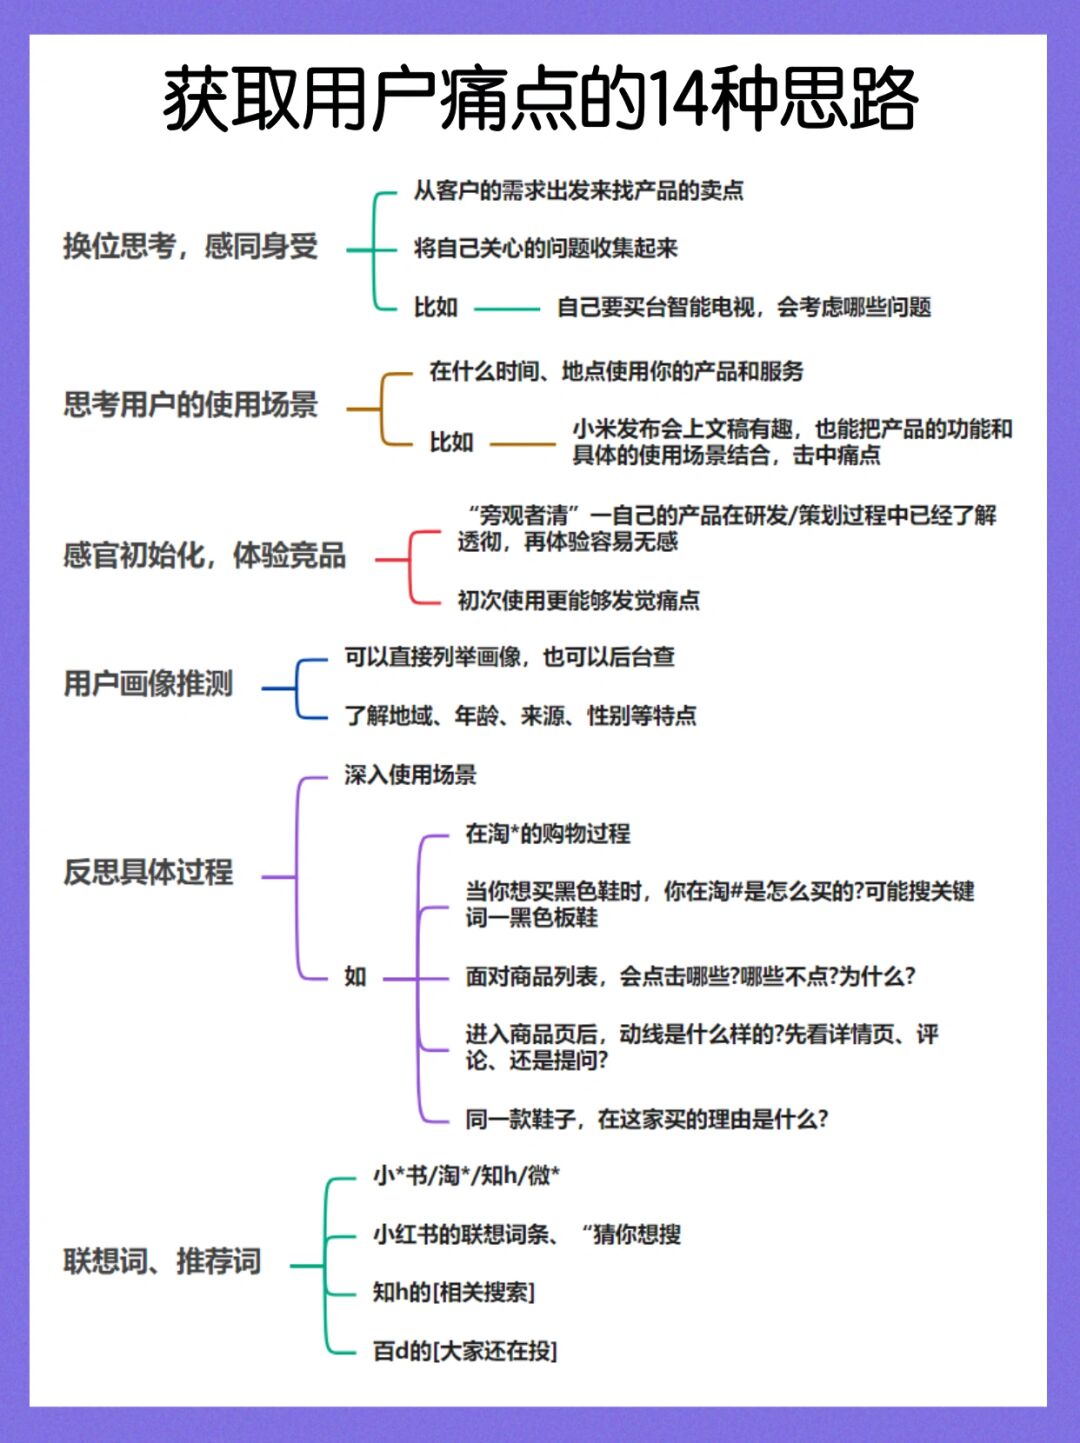 获取用户痛点的14种思路
换位思考，感同身受
从客户的需求出发来找产品的卖点
将自己关心的问题收集起来
比如
自己要买台智能电视，会考虑哪些问题
思考用户的使用场景
在什么时间、地点使用你的产品和服务
比如
小米发布会上文稿有趣，也能把产品的功能和
具体的使用场景结合，击中痛点
感官初始化，体验竞品
“旁观者清”一自己的产品在研发/策划过程中已经了解
透彻，再体验容易无感
初次使用更能够发觉痛点
用户画像推测
可以直接列举画像，也可以后台查
了解地域、年龄、来源、性别等特点
反思具体过程
深入使用场景
如
在淘*的购物过程
当你想买黑色鞋时，你在淘#是怎么买的?可能搜关键
词一黑色板鞋
面对商品列表，会点击哪些?哪些不点?为什么?
进入商品页后，动线是什么样的?先看详情页、评
论、还是提问?
同一款鞋子，在这家买的理由是什么?
联想词、推荐词
小*书/淘*/知h/微*
小红书的联想词条、“猜你想搜
知h的[相关搜索]
百d的[大家还在投]